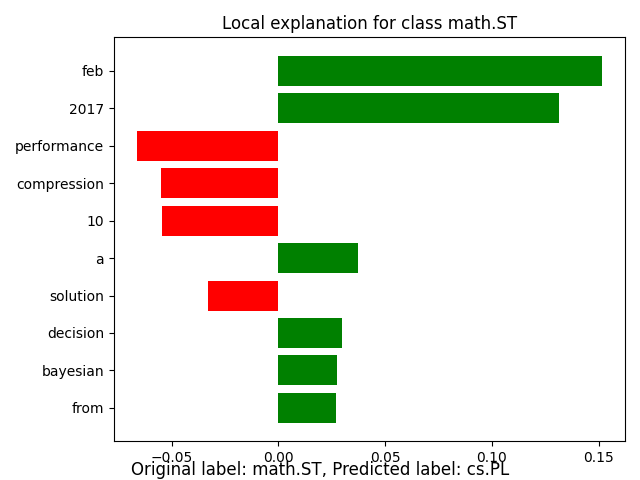 Local explanation for class math.ST
feb
2017
performance
compression
10
a
solution
decision
bayesian
from
−0.05 0.00 0.05 0.10 0.15
Original label: math.ST, Predicted label: cs.PL